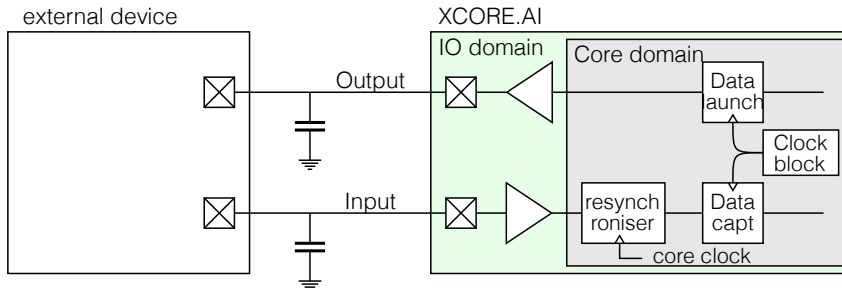 external device
XCORE.AI
IO domain
Core domain
Output
Data
launch
Clock
block
Input
resynch
roniser
Data
capt
core clock